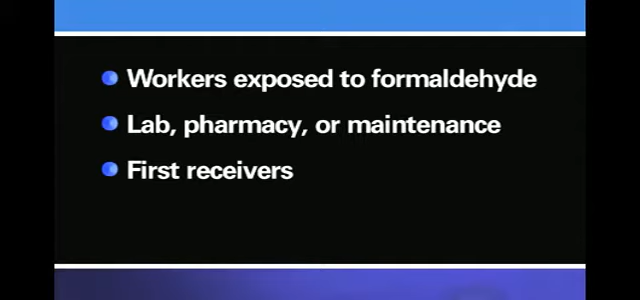 Workers exposed to formaldehyde
Lab, pharmacy, or maintenance
First receivers